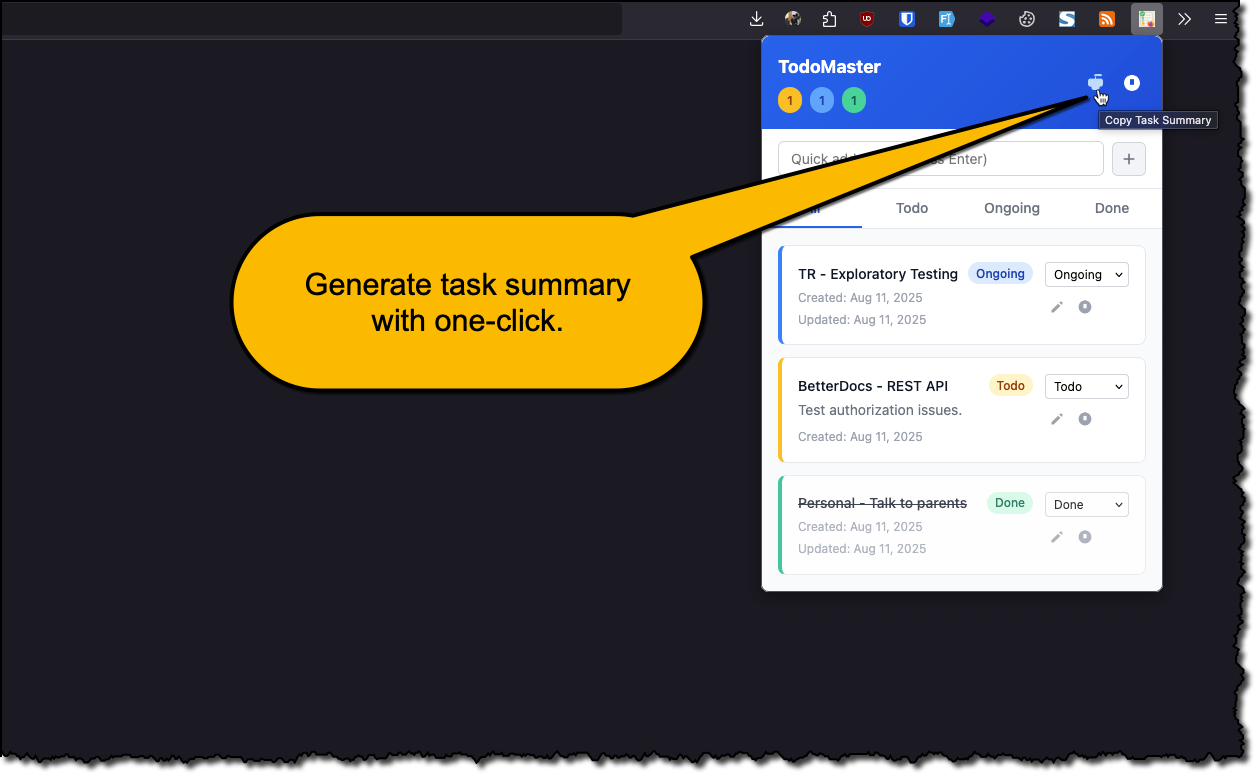 TodoMaster
1 1 1
Copy Task Summary
Quick ad Enter)
+
Todo Ongoing Done
Generate task summary
with one-click.
TR - Exploratory Testing Ongoing Ongoing
Created: Aug 11, 2025
Updated: Aug 11, 2025
BetterDocs - REST API Todo Todo
Test authorization issues.
Created: Aug 11, 2025
Personal - Talk to parents Done Done
Created: Aug 11, 2025
Updated: Aug 11, 2025